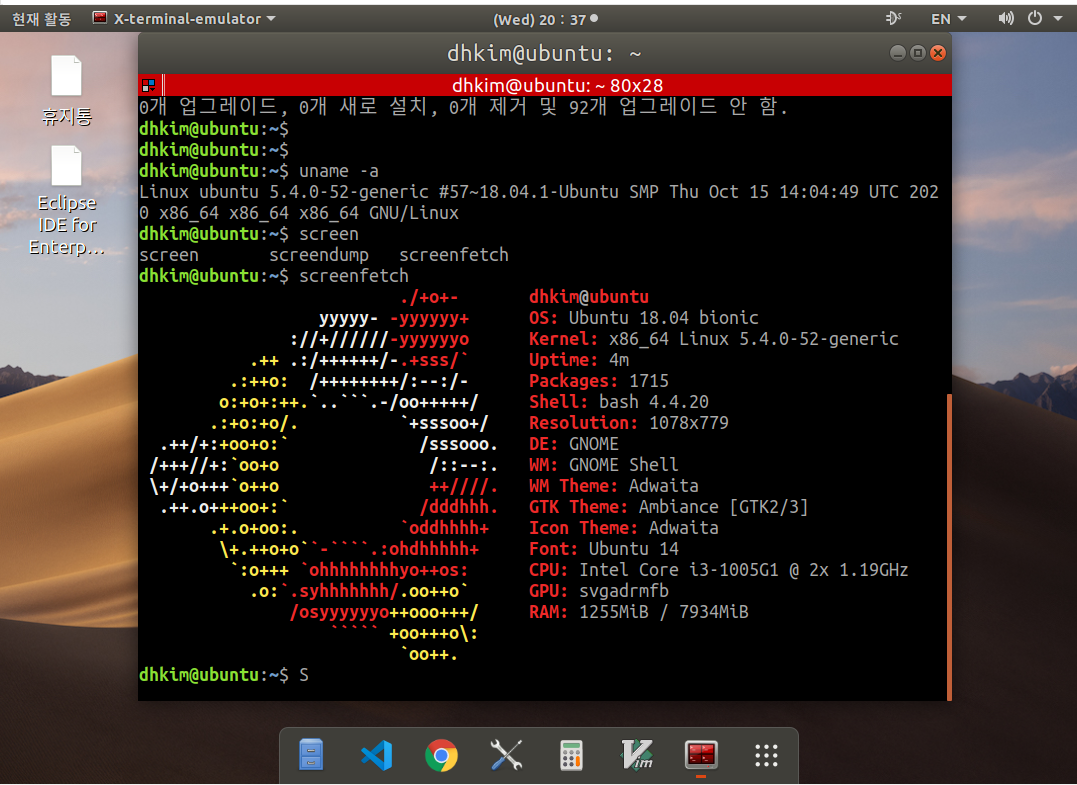 현재 활동
X-terminal-emulator
(Wed) 20 : 37
EN
휴지통
Eclipse
IDE for
Enterp...
dhkim@ubuntu: ~
dhkim@ubuntu: ~ 80x28
0개 업그레이드, 0개 새로 설치, 0개 제거 및 92개 업그레이드 안 함.
dhkim@ubuntu:~$
dhkim@ubuntu:~$
dhkim@ubuntu:~$ uname -a
Linux ubuntu 5.4.0-52-generic #57~18.04.1-Ubuntu SMP Thu Oct 15 14:04:49 UTC 202
0 x86_64 x86_64 x86_64 GNU/Linux
dhkim@ubuntu:~$ screen
screen       screendump   screenfetch
dhkim@ubuntu:~$ screenfetch
                          ./+o+-       dhkim@ubuntu
                  yyyyy- -yyyyyy+      OS: Ubuntu 18.04 bionic
               ://+//////-yyyyyyo      Kernel: x86_64 Linux 5.4.0-52-generic
           .++ .:/++++++/-.+sss/`      Uptime: 4m
         .:++o:  /++++++++/:--:/-      Packages: 1715
        o:+o+:++.`..```.-/oo+++++/     Shell: bash 4.4.20
       .:+o:+o/.          `+sssoo+/    Resolution: 1078x779
  .++/+:+oo+o:`             /sssooo.   DE: GNOME
 /+++//+:`oo+o               /::--:.   WM: GNOME Shell
 \+/+o+++`o++o               ++////.   WM Theme: Adwaita
  .++.o+++oo+:`             /dddhhh.   GTK Theme: Ambiance [GTK2/3]
       .+.o+oo:.          `oddhhhh+    Icon Theme: Adwaita
        \+.++o+o``-````.:ohdhhhhh+     Font: Ubuntu 14
         `:o+++ `ohhhhhhhhyo++os:      CPU: Intel Core i3-1005G1 @ 2x 1.19GHz
           .o:`.syhhhhhhh/.oo++o`      GPU: svgadrmfb
               /osyyyyyyo++ooo+++/     RAM: 1255MiB / 7934MiB
                   ````` +oo+++o\:
                          `oo++.
dhkim@ubuntu:~$ S
Vim